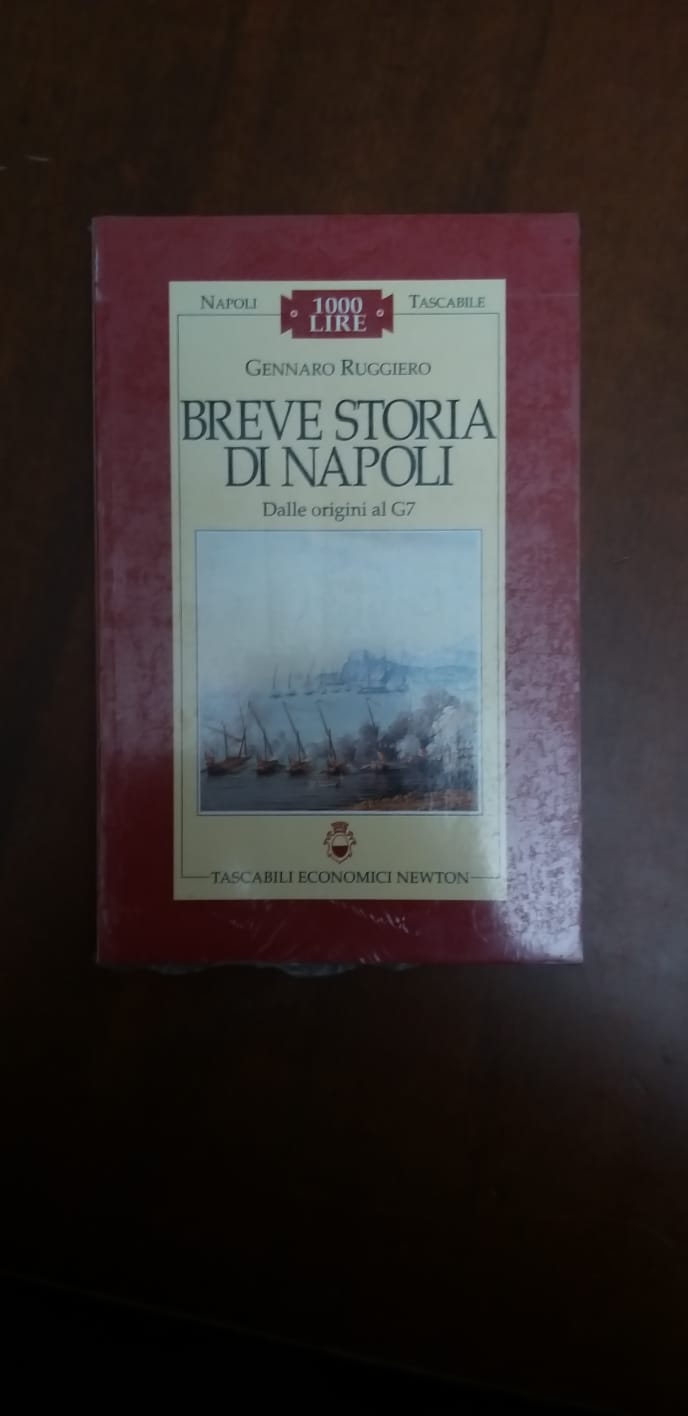 NAPOLI
1000
LIRE
TASCABILE
GENNARO RUGGIERO
BREVE STORIA
DI NAPOLI
Dalle origini al G7
TASCABILI ECONOMICI NEWTON